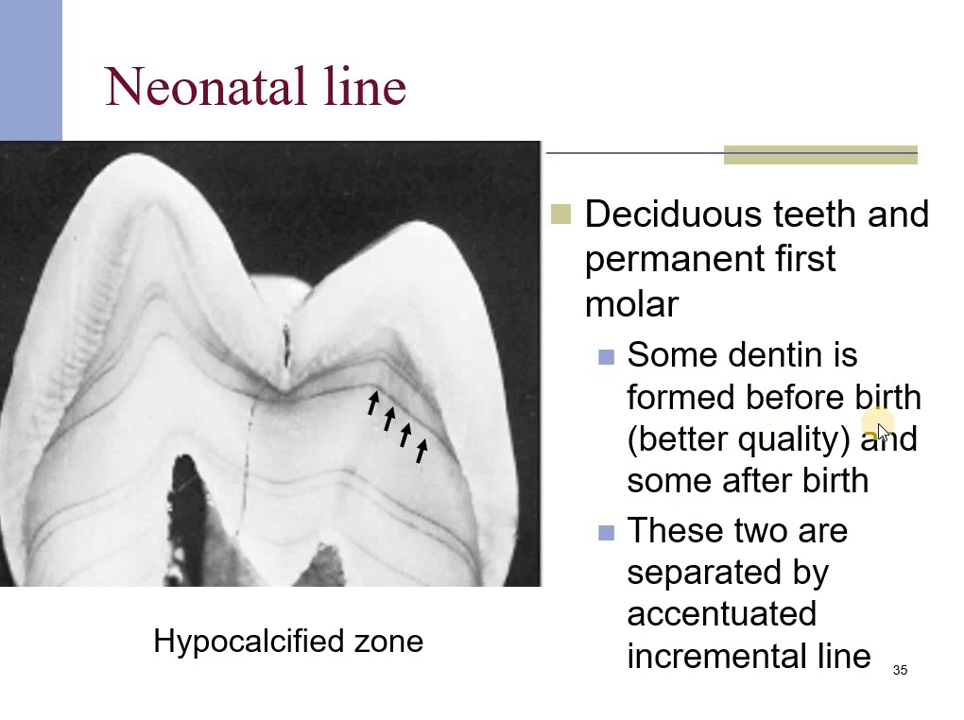 Neonatal line
Deciduous teeth and
permanent first
molar
Some dentin is
formed before birth
(better quality) and
some after birth
These two are
separated by
accentuated
incremental line
Hypocalcified zone
35